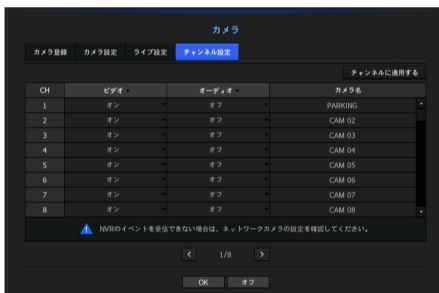 カメラ
カメラ登録 カメラ設定 ライブ設定 チャンネル設定
チャンネルに適用する
CH ビデオ オーディオ カメラ名
1 オン オフ PARKING
2 オン オフ CAM 02
3 オン オフ CAM 03
4 オン オフ CAM 04
5 オン オフ CAM 05
6 オン オフ CAM 06
7 オン オフ CAM 07
8 オン オフ CAM 08
NVRのイベントを受信できない場合は、ネットワークカメラの設定を確認してください。
< 1/8 >
OK オフ